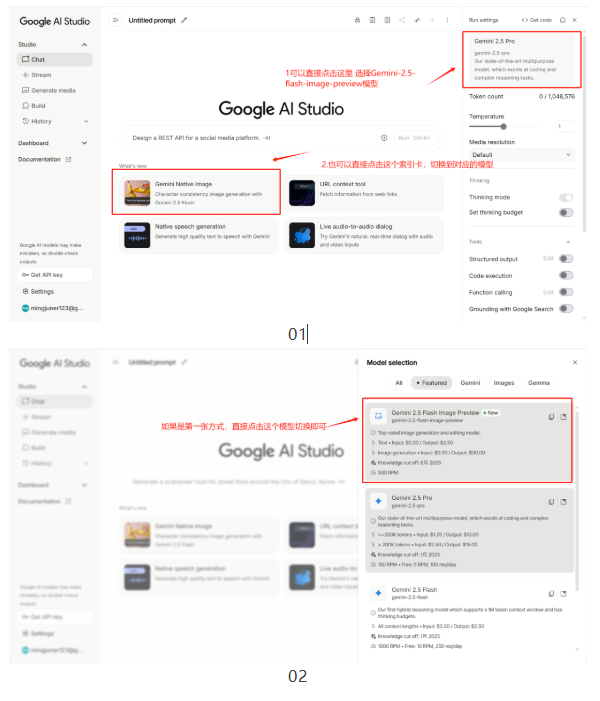 Google AI Studio
Untitled prompt
Run settings
Get code
Studio
Chat
Stream
Generate media
Build
History
Dashboard
Documentation
Gemini 2.5 Pro
gemini-2.5-pro
Our state-of-the-art multipurpose
model, which excels at coding and
complex reasoning tasks.
1可以直接点击这里 选择Gemini-2.5-
flash-image-preview模型
Token count
0 / 1,048,576
Temperature
1
Media resolution
Default
Google AI Studio
Design a REST API for a social media platform.
Run Ctrl
2.也可以直接点击这个索引卡，切换到对应的模型
What's new
Gemini Native Image
Character consistency image generation with
Gemini 2.5 Flash
URL context tool
Fetch information from web links
Native speech generation
Generate high quality text to speech with Gemini
Live audio-to-audio dialog
Try Gemini's natural, real-time dialog with audio
and video inputs
Thinking
Thinking mode
Set thinking budget
Tools
Structured output
Edit
Code execution
Function calling
Edit
Grounding with Google Search
Google AI models may make
mistakes, so double-check
outputs.
Get API key
Settings
mingjuner123@g...
01
Google AI Studio
Untitled prompt
Studio
Chat
Stream
Generate media
Build
History
Dashboard
Documentation
Model selection
All
Featured
Gemini
Images
Gemma
如果是第一张方式，直接点击这个模型切换即可
Google AI Studio
Generate a scavenger hunt for street food around the city of Seoul, Korea
What's new
Gemini Native Image
Character consistency image generation with
Gemini 2.5 Flash
URL context t
Fetch informat
Native speech generation
Generate high quality text to speech with Gemini
Live audio-to-
Try Gemini's n
and video inpu
Gemini 2.5 Flash Image Preview
New
gemini-2.5-flash-image-preview
Top-rated image generation and editing model.
Text • Input: $0.30 / Output: $2.50
Image generation • Input: $0.30 / Output: $30.00
Knowledge cut off: 6月 2025
500 RPM
Gemini 2.5 Pro
gemini-2.5-pro
Our state-of-the-art multipurpose model, which excels at coding and complex
reasoning tasks.
<=200K tokens • Input: $1.25 / Output: $10.00
> 200K tokens • Input: $2.50 / Output: $15.00
Knowledge cut off: 1月 2025
150 RPM • Free: 5 RPM, 100 req/day
Gemini 2.5 Flash
gemini-2.5-flash
Our first hybrid reasoning model which supports a 1M token context window and has
thinking budgets.
All context lengths • Input: $0.30 / Output: $2.50
Knowledge cut off: 1月 2025
1000 RPM • Free: 10 RPM, 250 req/day
Google AI models may make
mistakes, so double-check
outputs.
Get API key
Settings
mingjuner123@g...
02